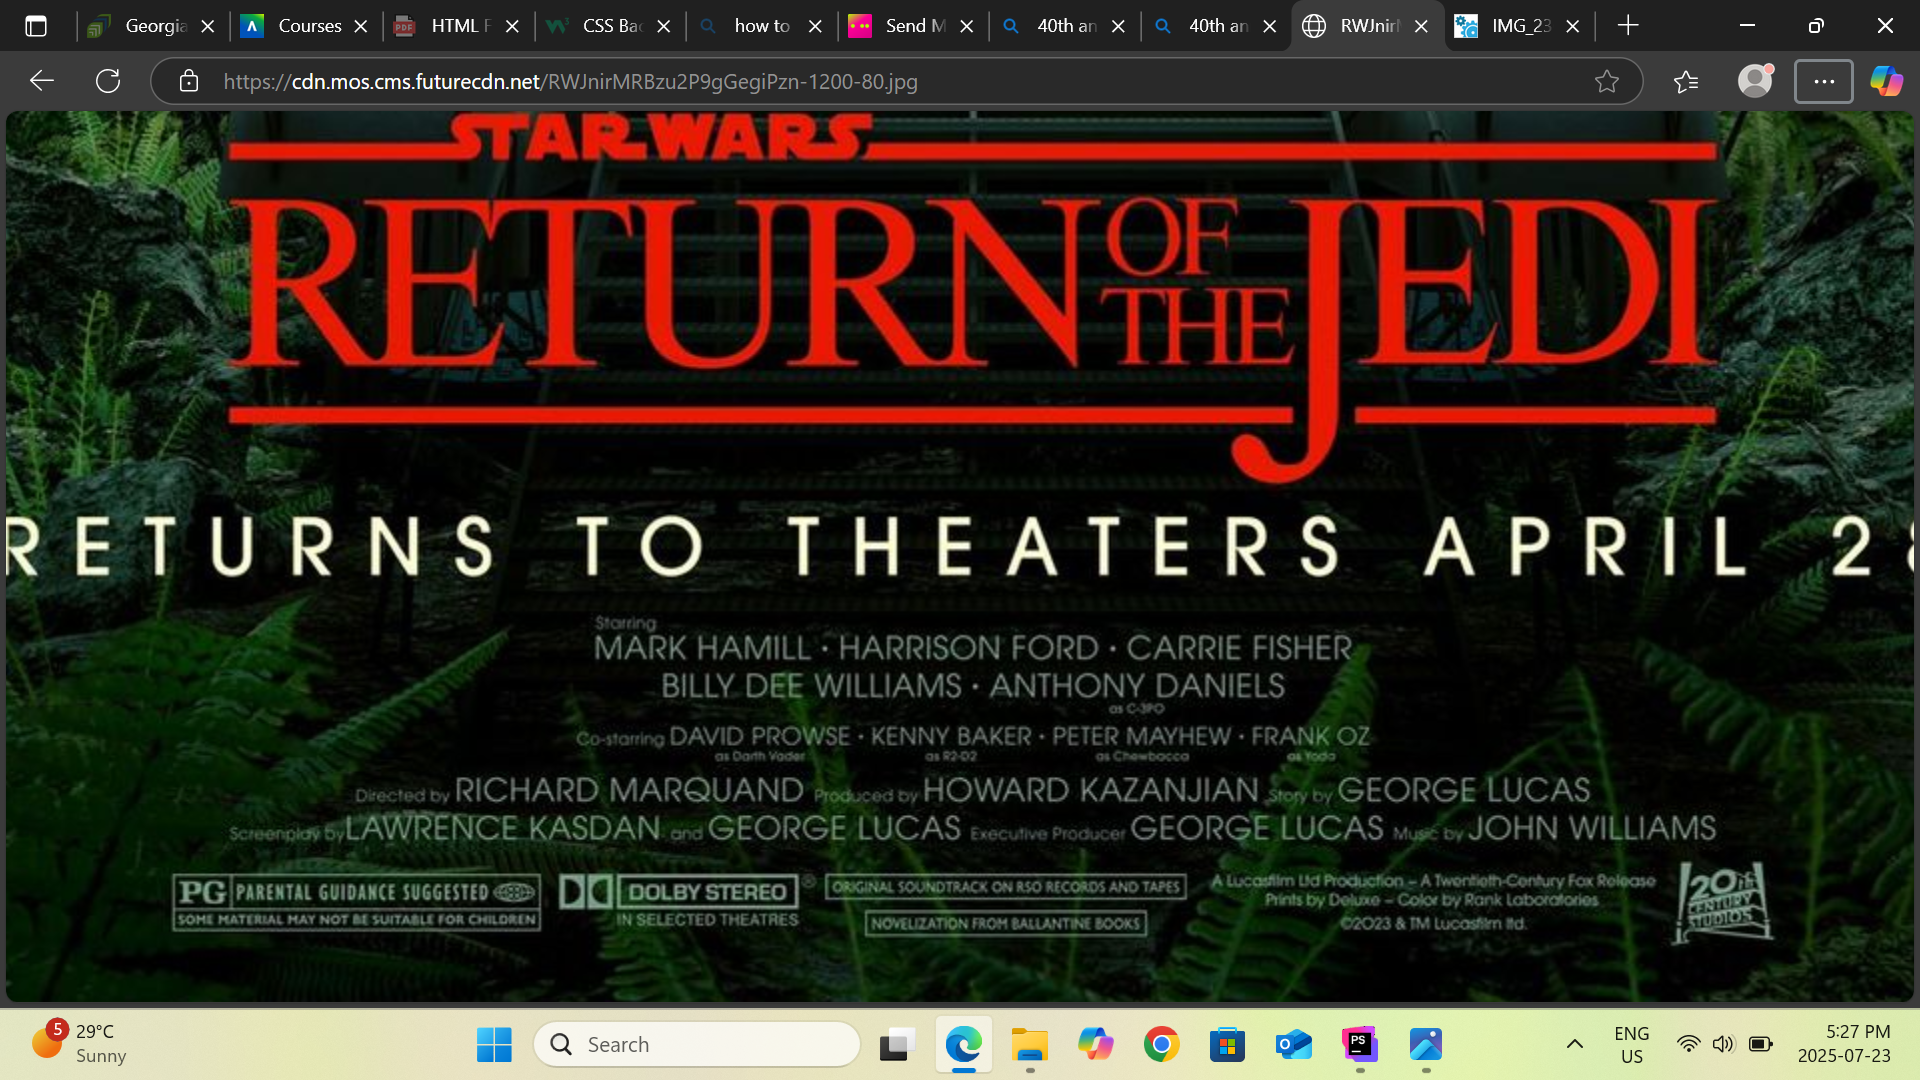 Georgia
Courses
HTML F
CSS Bac
how to
Send M
40th an
40th an
RWJnirM
IMG_23
https://cdn.mos.cms.futurecdn.net/RWJnirMRBzu2P9gGegiPzn-1200-80.jpg
STAR WARS
RETURN OF THE JEDI
RETURNS TO THEATERS APRIL 28
Starring
MARK HAMILL · HARRISON FORD · CARRIE FISHER
BILLY DEE WILLIAMS · ANTHONY DANIELS
as C-3PO
Co-starring DAVID PROWSE · KENNY BAKER · PETER MAYHEW · FRANK OZ
as Darth Vader as R2-D2 as Chewbacca as Yoda
Directed by RICHARD MARQUAND Produced by HOWARD KAZANJIAN Story by GEORGE LUCAS
Screenplay by LAWRENCE KASDAN and GEORGE LUCAS Executive Producer GEORGE LUCAS Music by JOHN WILLIAMS
PG PARENTAL GUIDANCE SUGGESTED
SOME MATERIAL MAY NOT BE SUITABLE FOR CHILDREN
DOLBY STEREO ®
IN SELECTED THEATRES
ORIGINAL SOUNDTRACK ON RSO RECORDS AND TAPES
NOVELIZATION FROM BALLANTINE BOOKS
A Lucasfilm Ltd Production – A Twentieth-Century Fox Release
Prints by Deluxe – Color by Rank Laboratories
©2023 & TM Lucasfilm ltd.
20th
CENTURY
STUDIOS
5
29°C
Sunny
Search
PS
ENG
US
5:27 PM
2025-07-23